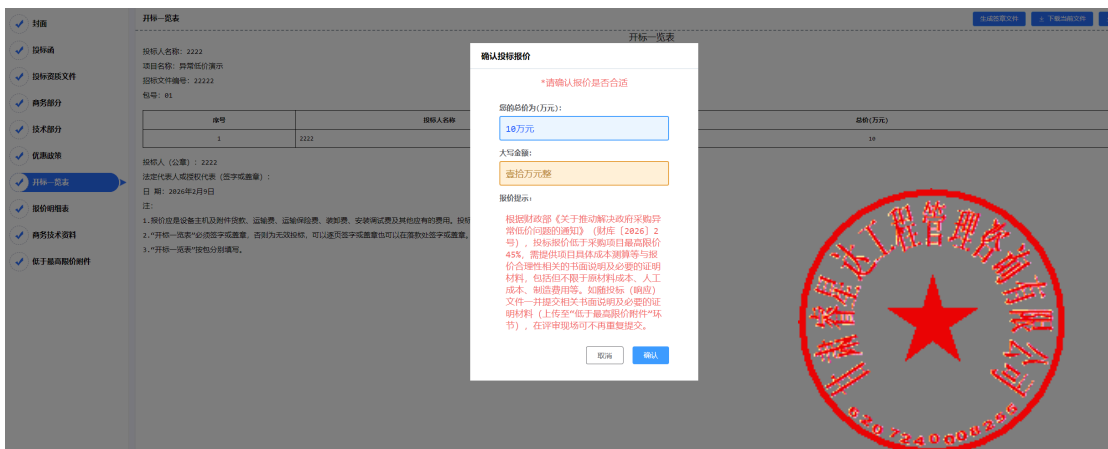 封面
投标函
投标资质文件
商务部分
技术部分
优惠政策
开标一览表
报价明细表
商务技术资料
低于最高限价附件
开标一览表
生成签章文件
下载当前文件
开标一览表
投标人名称: 2222
项目名称: 异常低价演示
招标文件编号: 22222
包号: 01
序号 投标人名称 总价(万元)
1 2222 10
投标人（公章）: 2222
法定代表人或授权代表（签字或盖章）:
日 期: 2026年2月9日
注:
1.报价应是设备主机及附件货款、运输费、运输保险费、装卸费、安装调试费及其他应有的费用。投标
2."开标一览表"必须签字或盖章，否则为无效投标，可以逐页签字或盖章也可以在落款处签字或盖章。
3."开标一览表"按包分别填写。
确认投标报价
*请确认报价是否合适
您的总价为(万元):
10万元
大写金额:
壹拾万元整
报价提示:
根据财政部《关于推动解决政府采购异
常低价问题的通知》（财库〔2026〕2
号），投标报价低于采购项目最高限价
45%，需提供项目具体成本测算等与报
价合理性相关的书面说明及必要的证明
材料，包括但不限于原材料成本、人工
成本、制造费用等。如随投标（响应）
文件一并提交相关书面说明及必要的证
明材料（上传至"低于最高限价附件"环
节），在评审现场可不再重复提交。
取消
确认